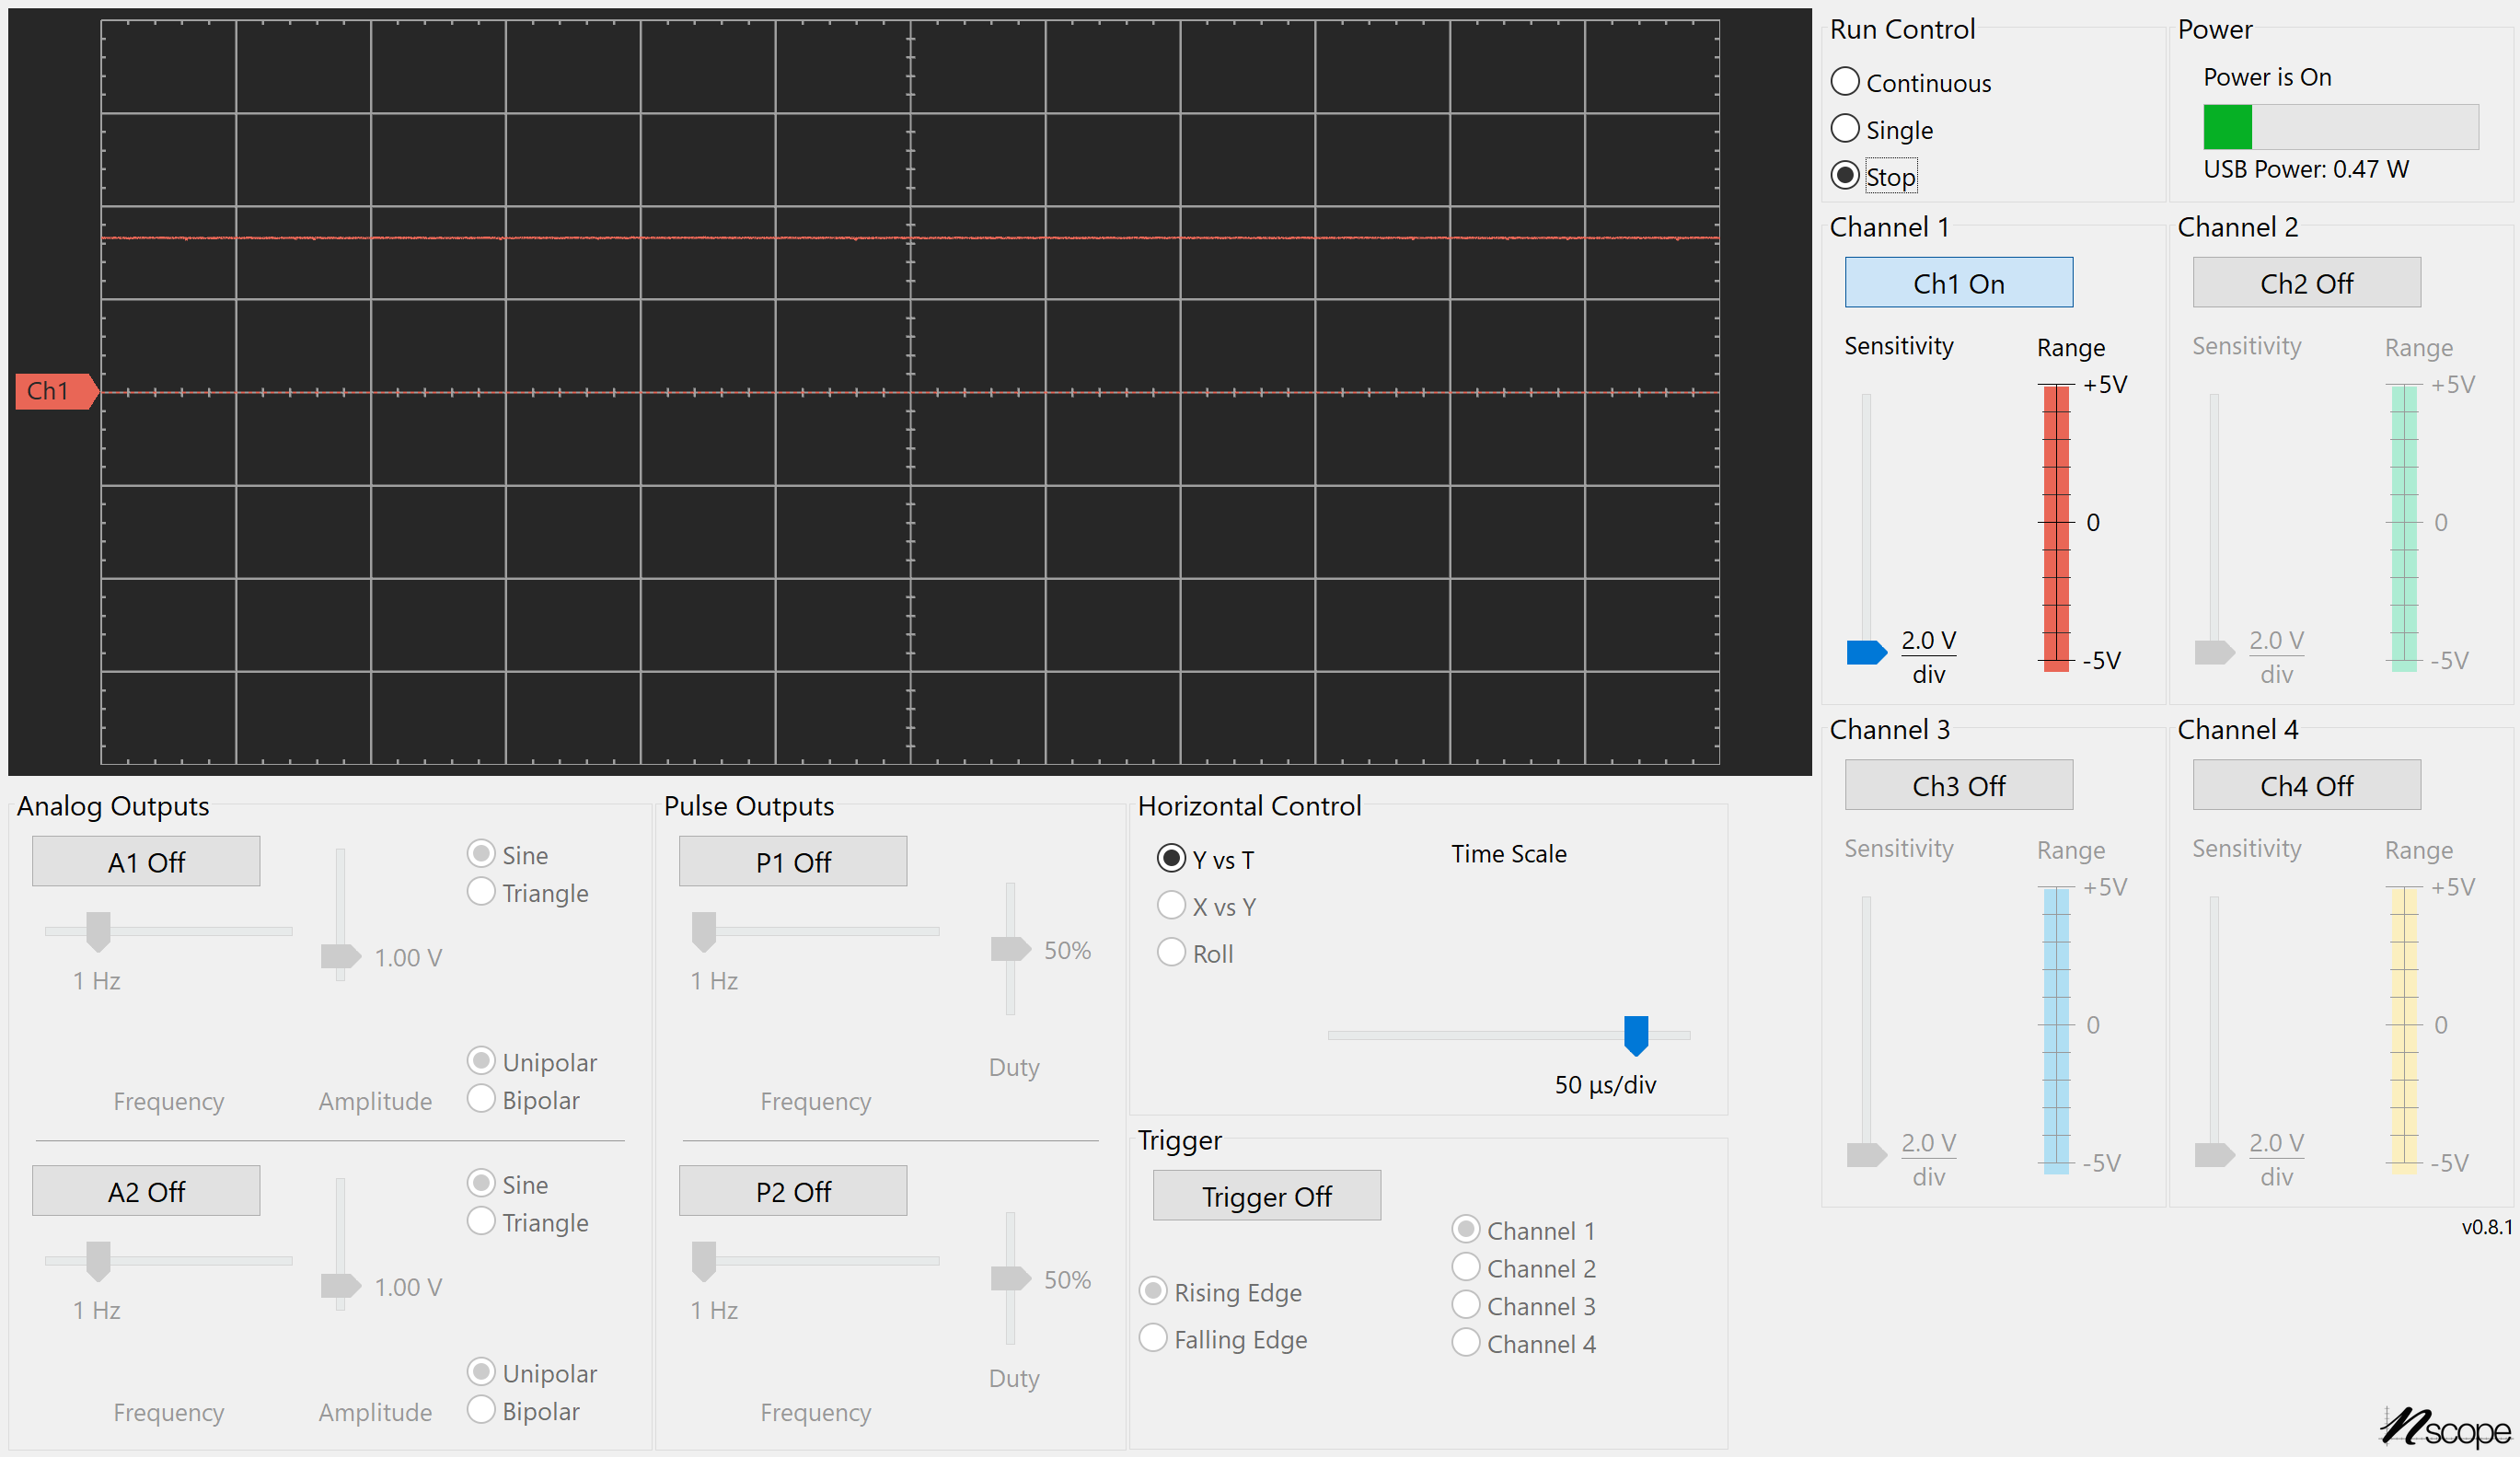 Ch1
Run Control
Continuous
Single
Stop
Power
Power is On
USB Power: 0.47 W
Channel 1
Ch1 On
Sensitivity
Range
+5V
0
-5V
2.0 V
div
Channel 2
Ch2 Off
Sensitivity
Range
+5V
0
-5V
2.0 V
div
Channel 3
Ch3 Off
Sensitivity
Range
+5V
0
-5V
2.0 V
div
Channel 4
Ch4 Off
Sensitivity
Range
+5V
0
-5V
2.0 V
div
Analog Outputs
A1 Off
Sine
Triangle
1 Hz
1.00 V
Unipolar
Bipolar
Frequency
Amplitude
A2 Off
Sine
Triangle
1 Hz
1.00 V
Unipolar
Bipolar
Frequency
Amplitude
Pulse Outputs
P1 Off
1 Hz
50%
Duty
Frequency
P2 Off
1 Hz
50%
Duty
Frequency
Horizontal Control
Y vs T
X vs Y
Roll
Time Scale
50 µs/div
Trigger
Trigger Off
Rising Edge
Falling Edge
Channel 1
Channel 2
Channel 3
Channel 4
v0.8.1
nscope